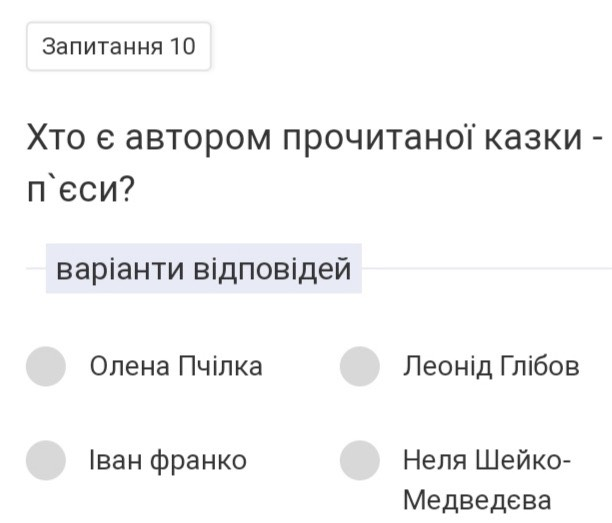 Запитання 10
Хто є автором прочитаної казки -
п`єси?
варіанти відповідей
Олена Пчілка
Леонід Глібов
Іван франко
Неля Шейко-
Медведєва